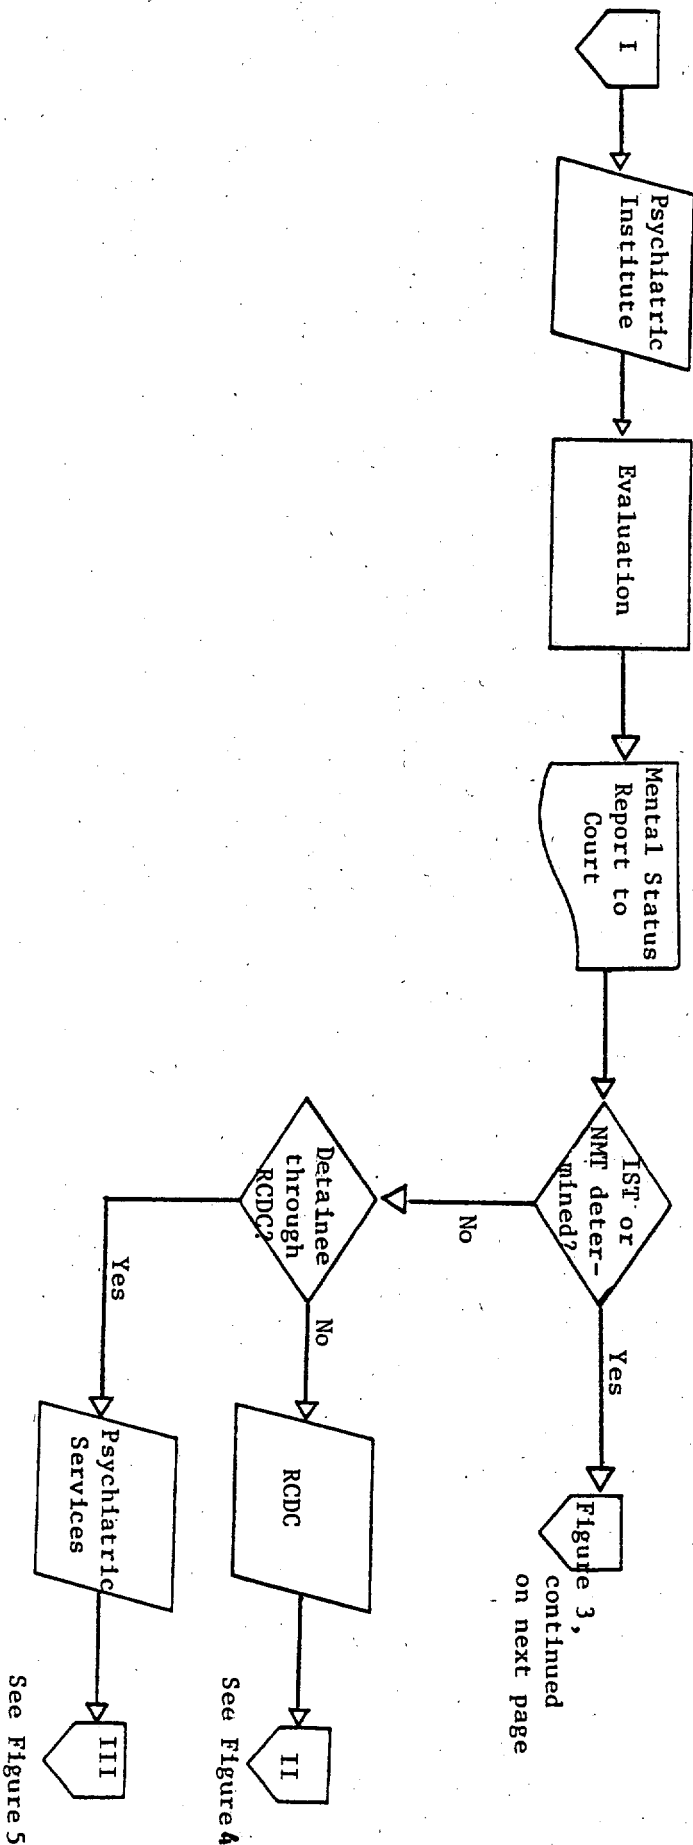 I
Psychiatric
Institute
Evaluation
Mental Status
Report to
Court
IST or
NMT deter-
mined?
Yes
Figure 3,
continued
on next page
No
Detainee
through
RCDC?
No
RCDC
II
See Figure 4
Yes
Psychiatric
Services
III
See Figure 5